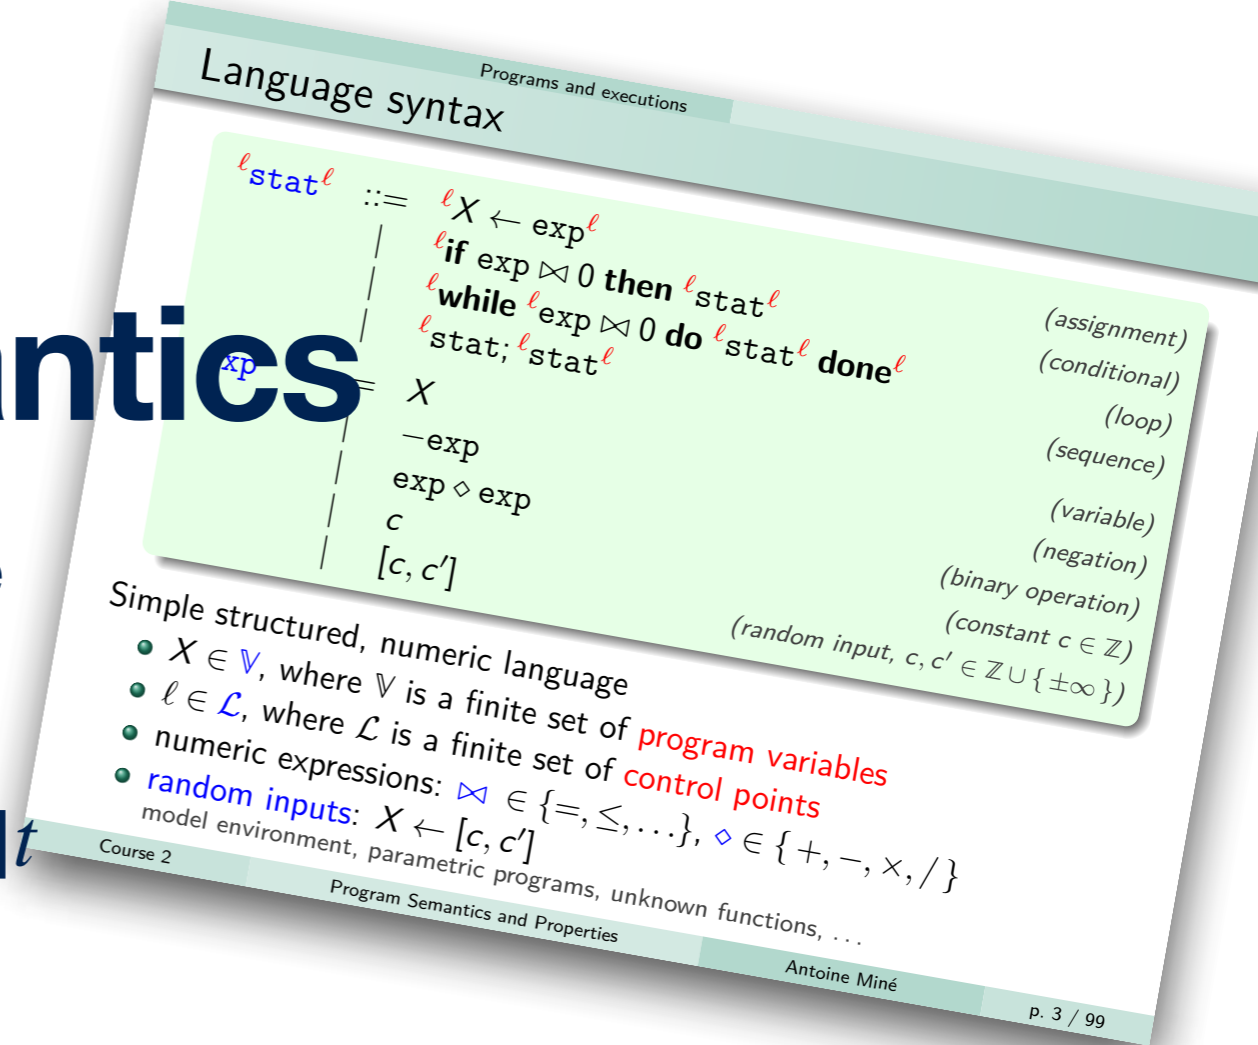 Programs and executions
Language syntax
ℓstatℓ ::= ℓX ← expℓ (assignment)
| ℓif exp ⋈ 0 then ℓstatℓ (conditional)
| ℓwhile ℓexp ⋈ 0 do ℓstatℓ doneℓ (loop)
| ℓstat; ℓstatℓ (sequence)
xp = X (variable)
| −exp (negation)
| exp ⋄ exp (binary operation)
| c (constant c ∈ ℤ)
| [c, c′] (random input, c, c′ ∈ ℤ ∪ { ±∞ })
antics
Simple structured, numeric language
X ∈ 𝕍, where 𝕍 is a finite set of program variables
ℓ ∈ ℒ, where ℒ is a finite set of control points
numeric expressions: ⋈ ∈ {=, ≤, . . .}, ⋄ ∈ { +, −, ×, / }
random inputs: X ← [c, c′]
model environment, parametric programs, unknown functions, . . .
t
Course 2
Program Semantics and Properties
Antoine Miné
p. 3 / 99